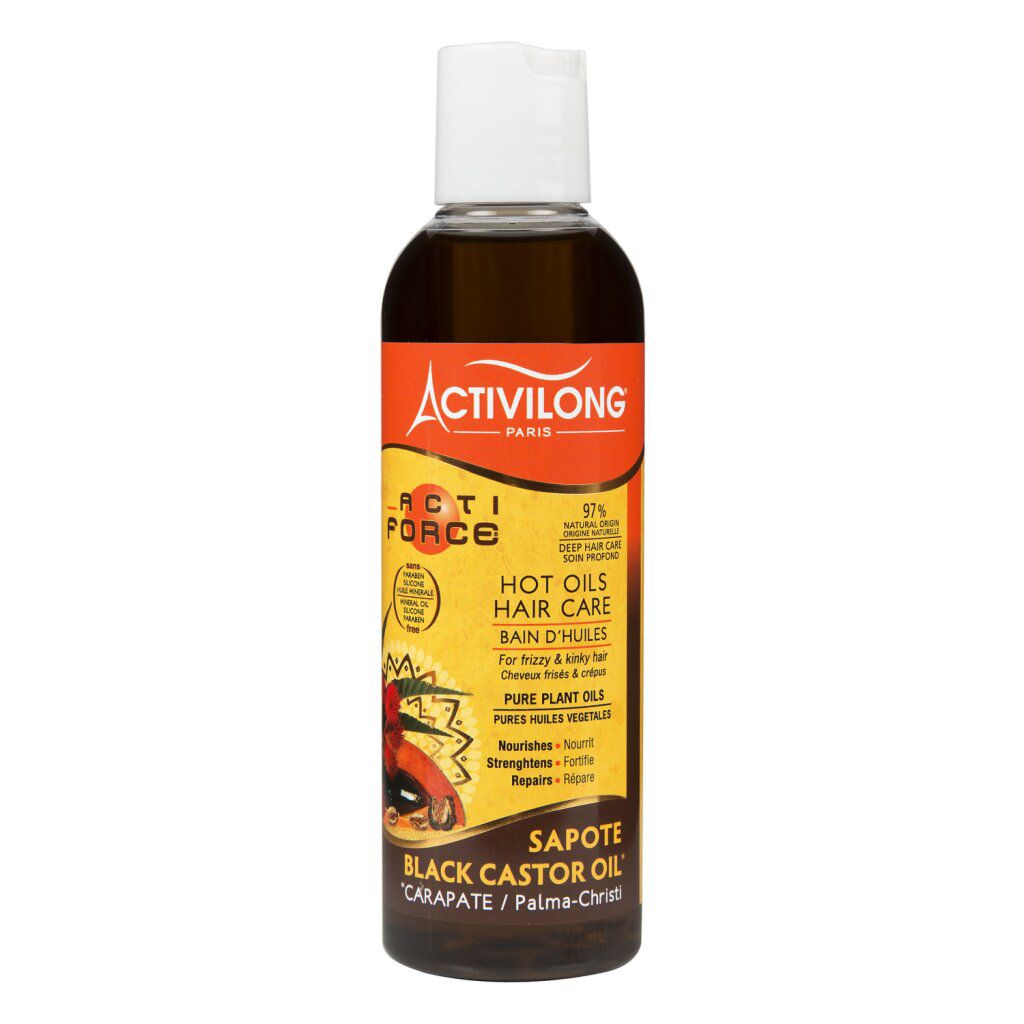 ACTIVILONG®
PARIS
ACTI
FORCE
97%
NATURAL ORIGIN
ORIGINE NATURELLE
DEEP HAIR CARE
SOIN PROFOND
sans
PARABEN
SILICONE
HUILE MINERALE
MINERAL OIL
SILICONE
PARABEN
free
HOT OILS
HAIR CARE
BAIN D'HUILES
For frizzy & kinky hair
Cheveux frisés & crépus
PURE PLANT OILS
PURES HUILES VEGETALES
Nourishes • Nourrit
Strenghtens • Fortifie
Repairs • Répare
SAPOTE
BLACK CASTOR OIL*
*CARAPATE / Palma-Christi